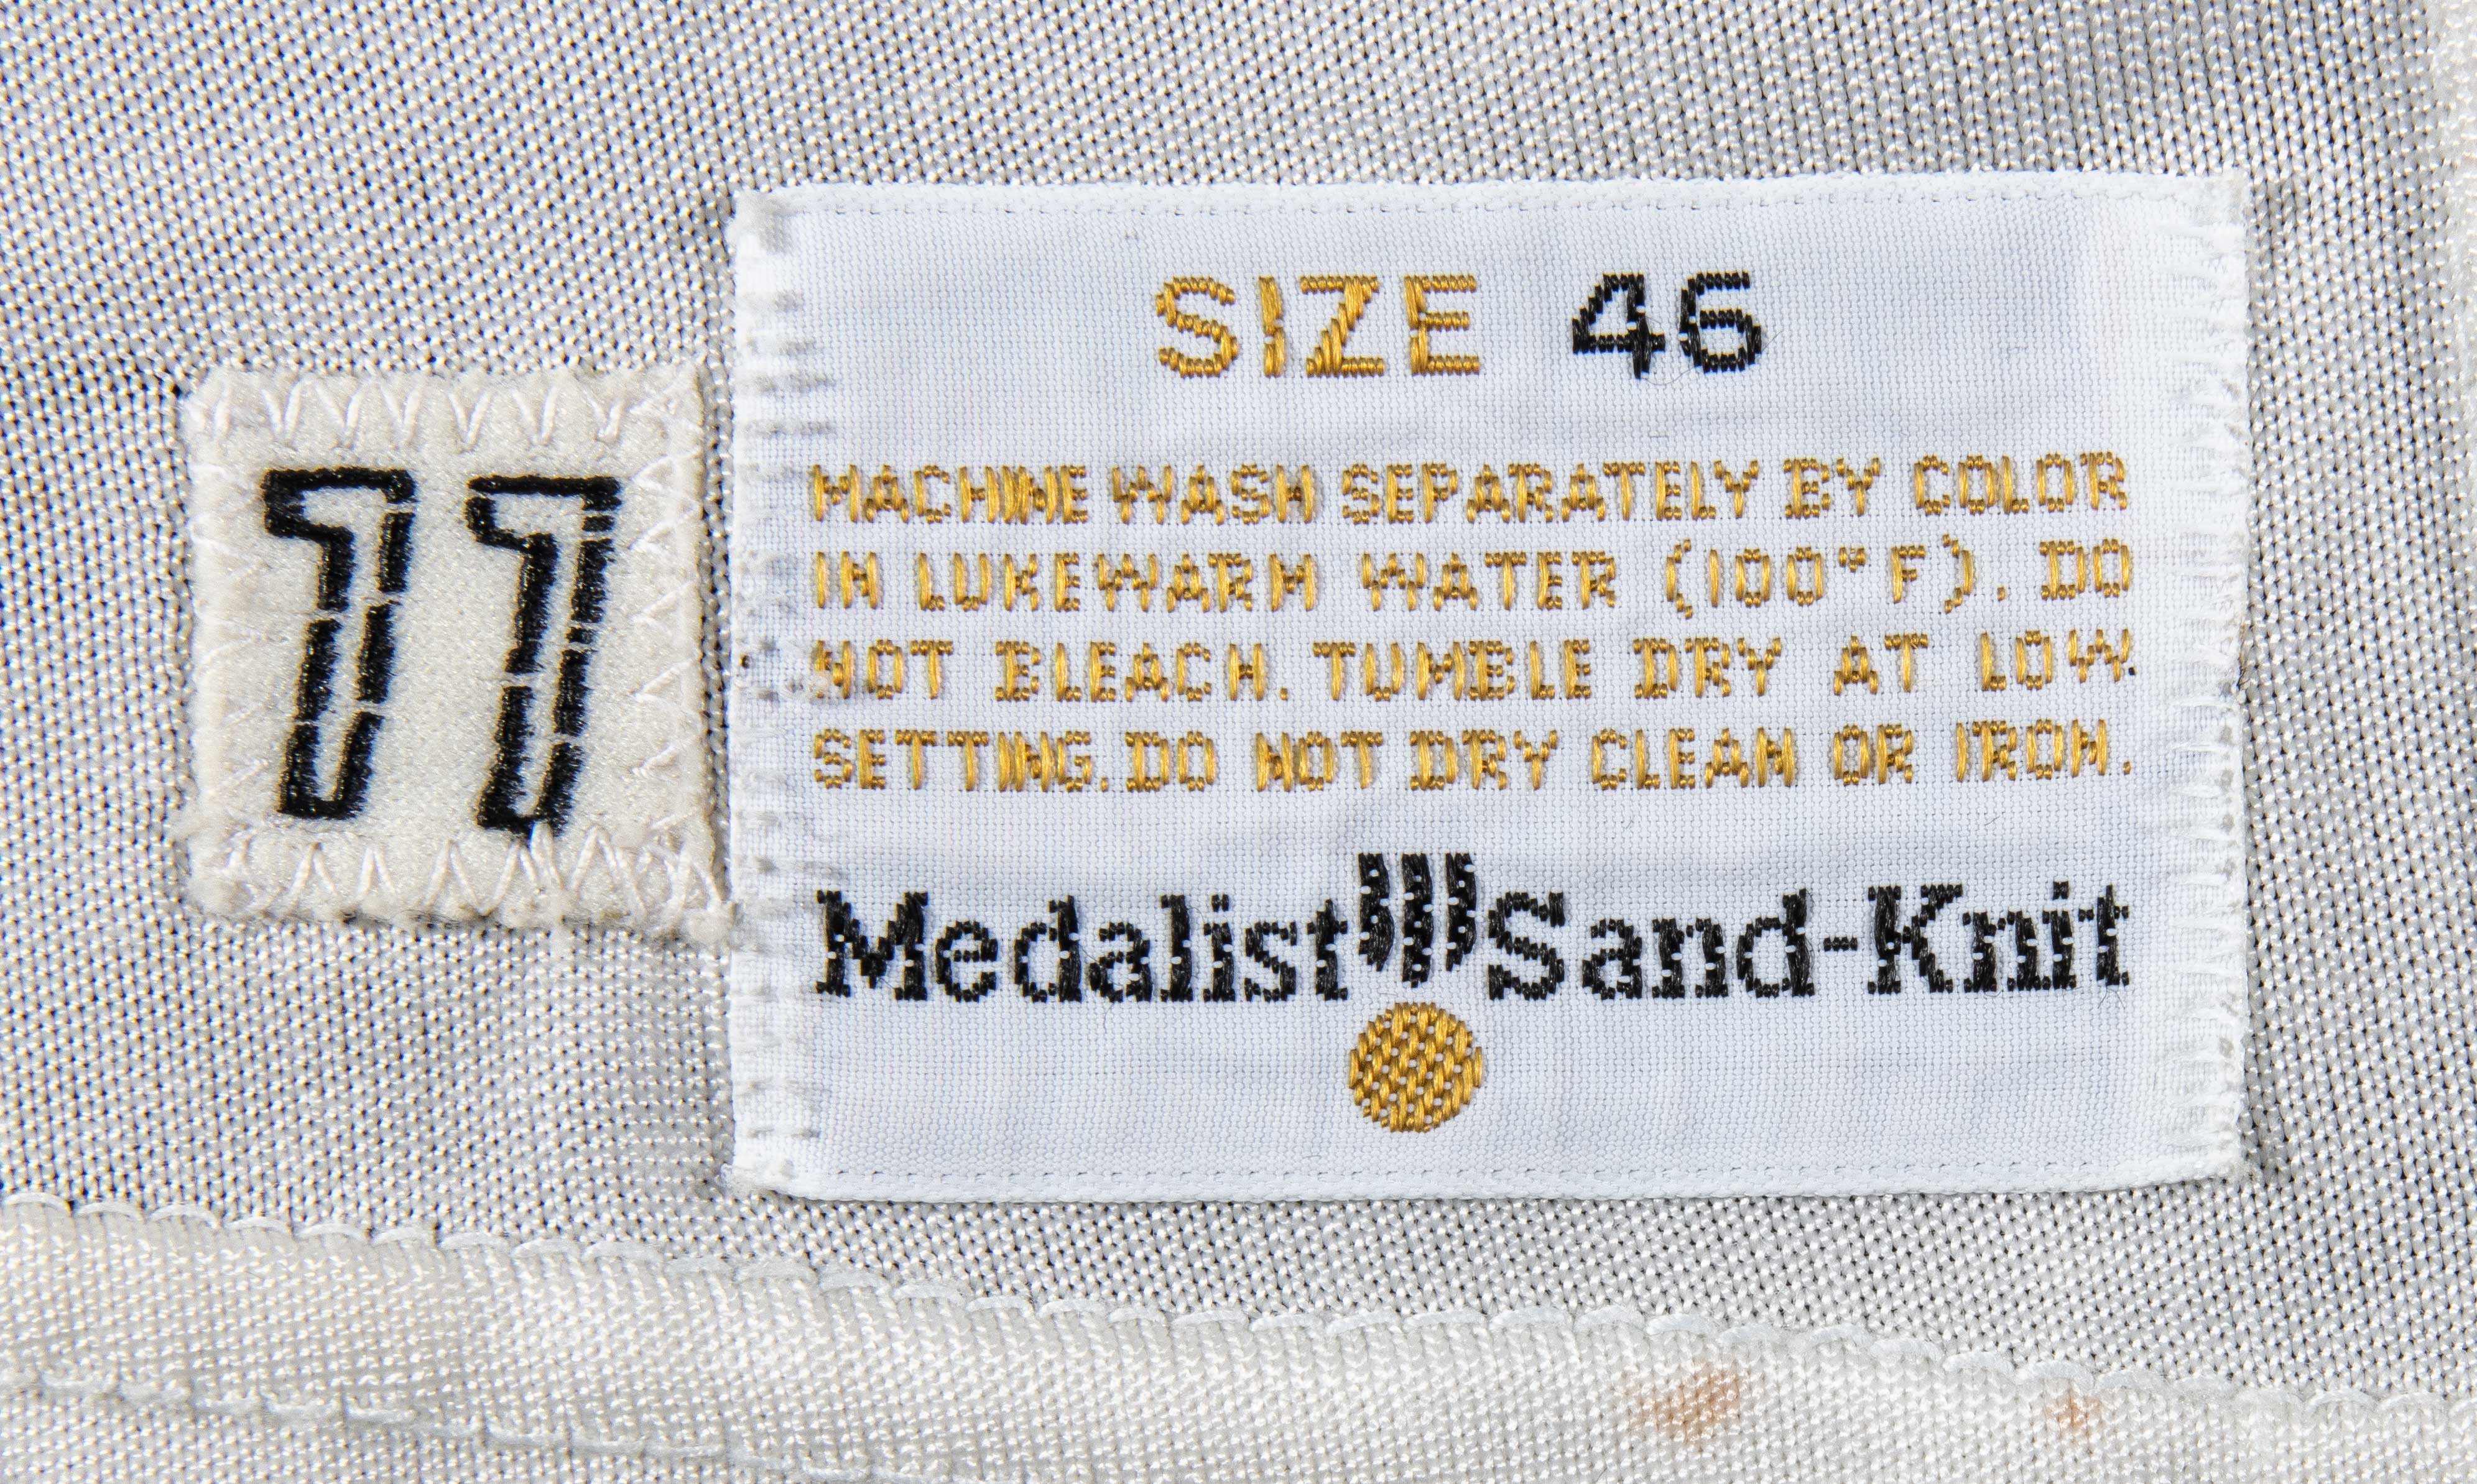 77
SIZE 46
MACHINE WASH SEPARATELY BY COLOR
IN LUKEWARM WATER (100°F). DO
NOT BLEACH. TUMBLE DRY AT LOW
SETTING. DO NOT DRY CLEAN OR IRON.
Medalist Sand-Knit